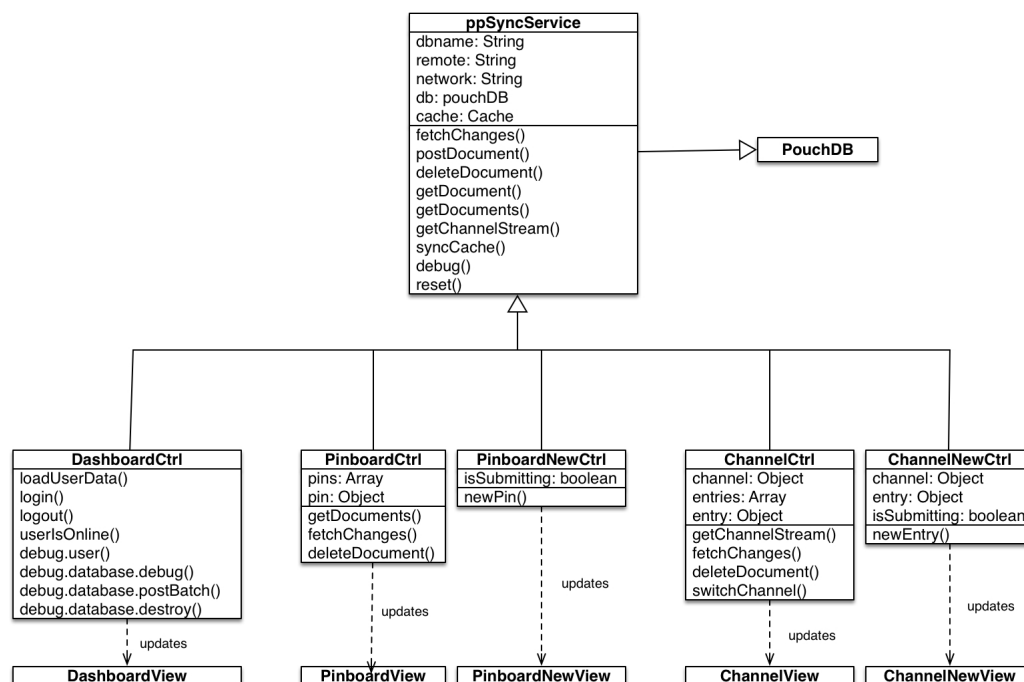 ppSyncService
dbname: String
remote: String
network: String
db: pouchDB
cache: Cache
fetchChanges()
postDocument()
deleteDocument()
getDocument()
getDocuments()
getChannelStream()
syncCache()
debug()
reset()
PouchDB
DashboardCtrl
loadUserData()
login()
logout()
userIsOnline()
debug.user()
debug.database.debug()
debug.database.postBatch()
debug.database.destroy()
updates
DashboardView
PinboardCtrl
pins: Array
pin: Object
getDocuments()
fetchChanges()
deleteDocument()
updates
PinboardView
PinboardNewCtrl
isSubmitting: boolean
newPin()
updates
PinboardNewView
ChannelCtrl
channel: Object
entries: Array
entry: Object
getChannelStream()
fetchChanges()
deleteDocument()
switchChannel()
updates
ChannelView
ChannelNewCtrl
channel: Object
entry: Object
isSubmitting: boolean
newEntry()
updates
ChannelNewView